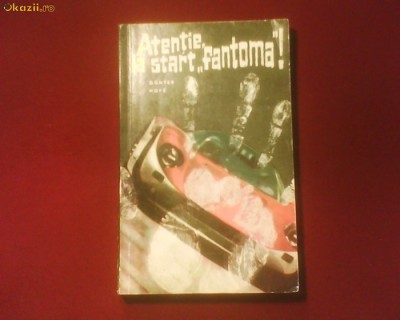 Okazii.ro
Atenție,
la start „fantoma"!